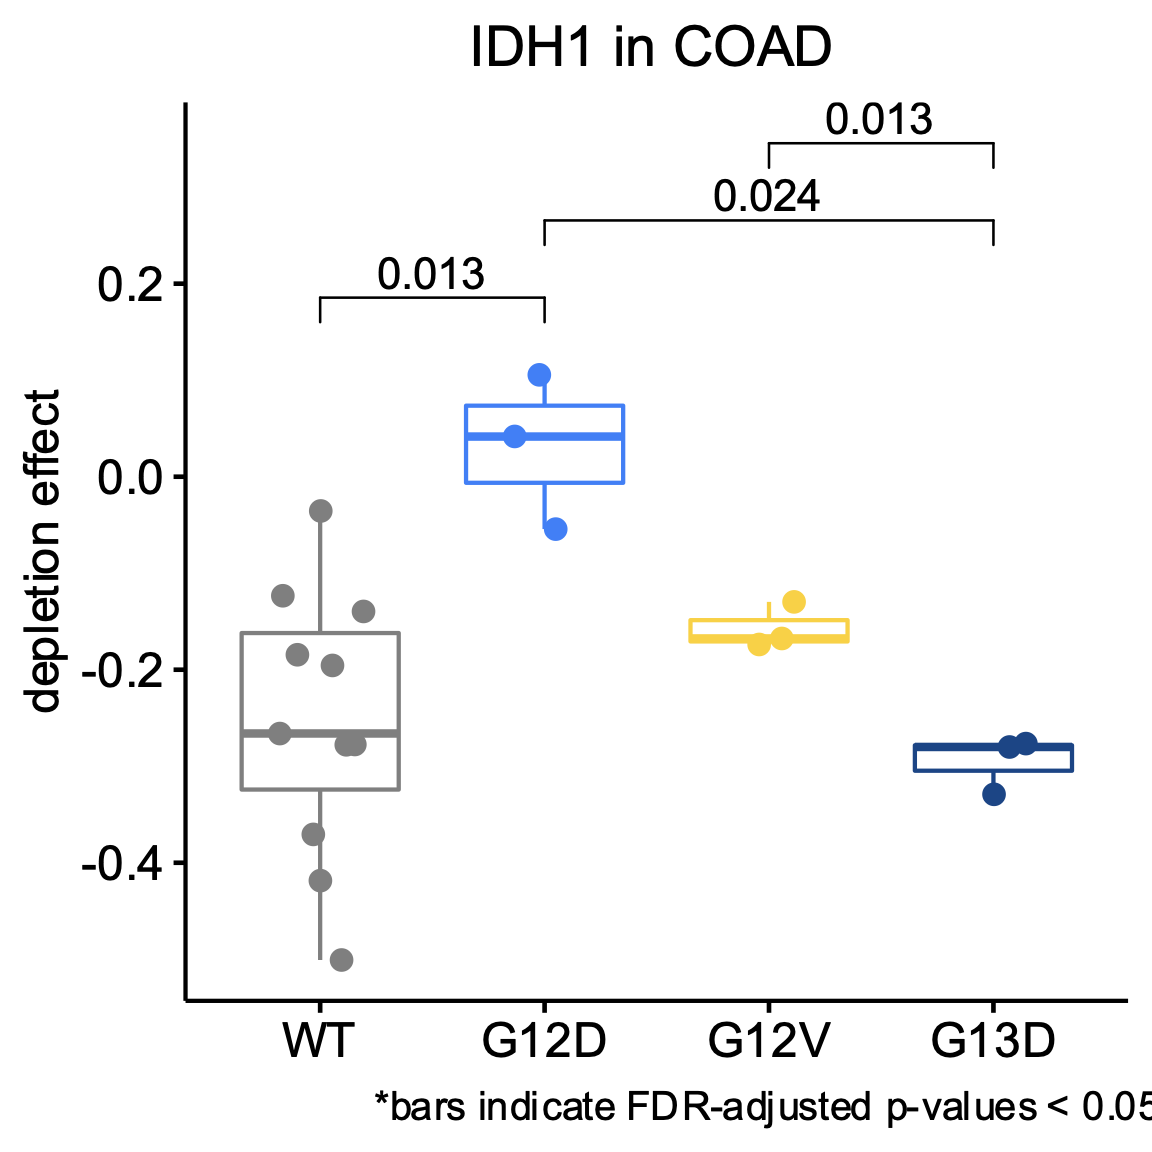 IDH1 in COAD
0.013
0.024
0.013
0.2
0.0
-0.2
-0.4
depletion effect
WT G12D G12V G13D
*bars indicate FDR-adjusted p-values < 0.05